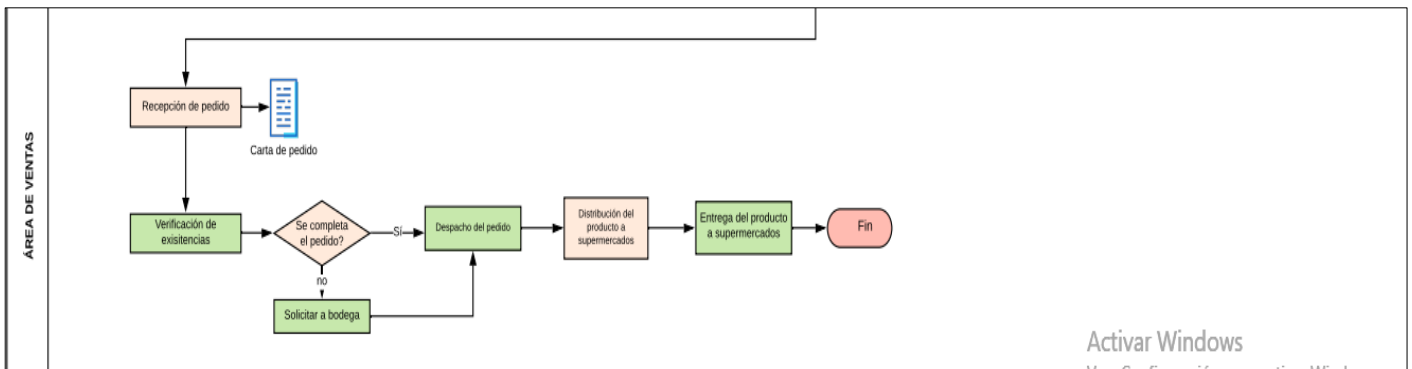 ÁREA DE VENTAS
Recepción de pedido
Carta de pedido
Verificación de
exisitencias
Se completa
el pedido?
Sí
no
Solicitar a bodega
Despacho del pedido
Distribución del
producto a
supermercados
Entrega del producto
a supermercados
Fin
Activar Windows